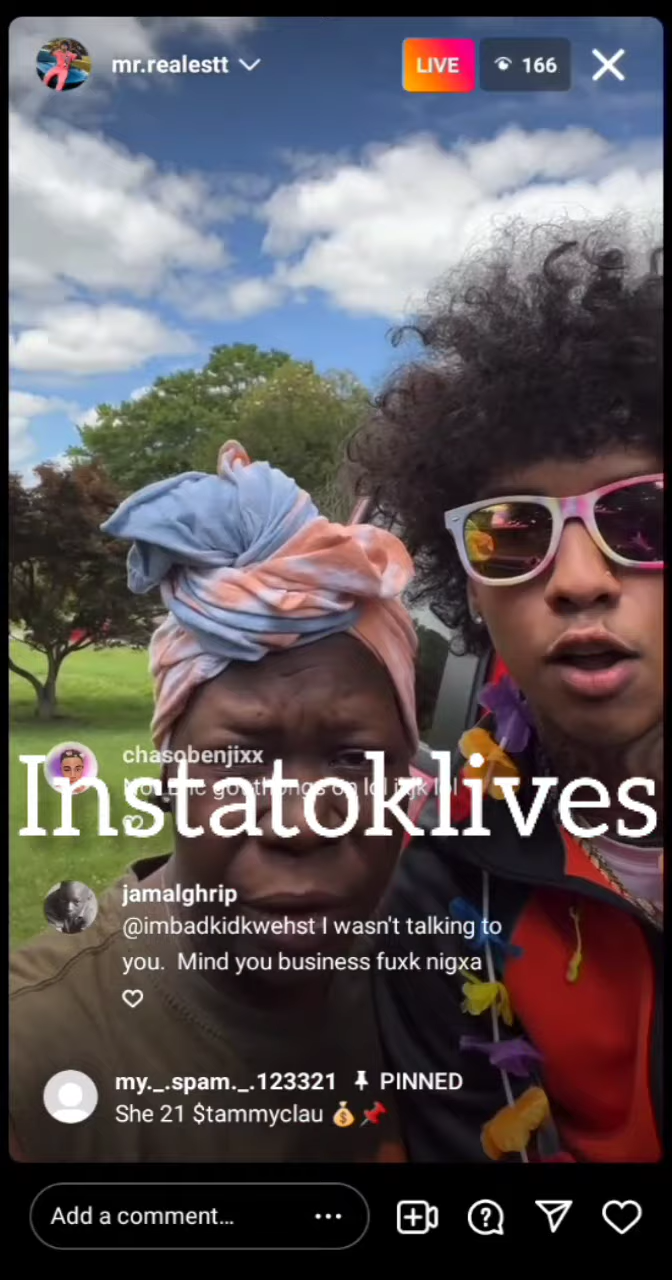 mr.realestt
LIVE
166
chasobenjixx
Instatoklives
jamalghrip
@imbadkidkwehst I wasn't talking to
you. Mind you business fuxk nigxa
my._.spam._.123321 PINNED
She 21 $tammyclau
Add a comment…